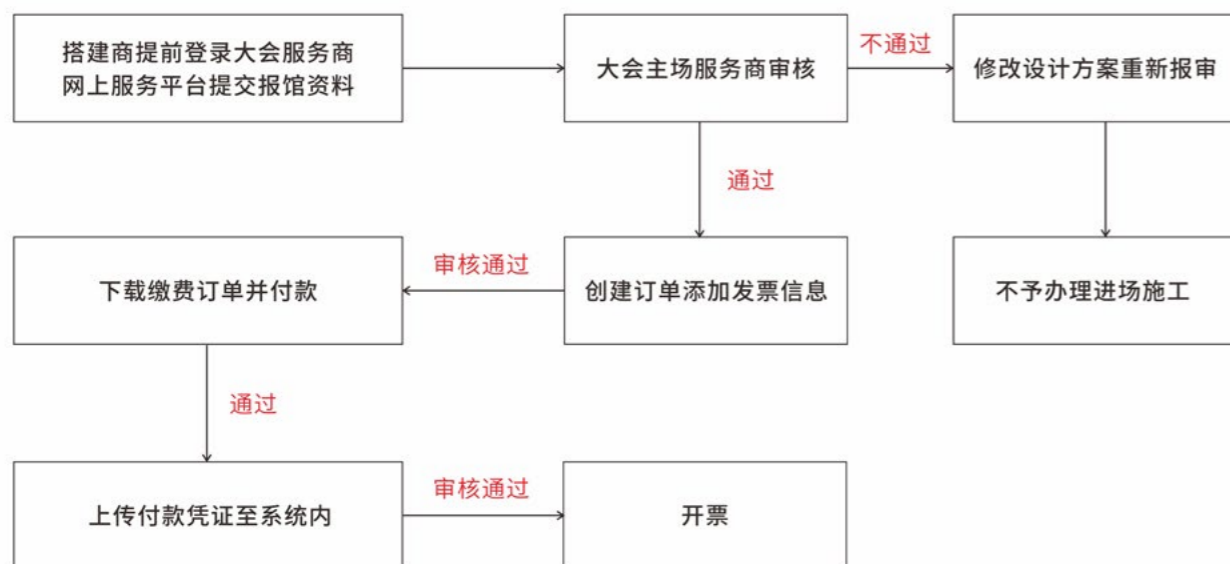 搭建商提前登录大会服务商
网上服务平台提交报馆资料
大会主场服务商审核
不通过
修改设计方案重新报审
通过
下载缴费订单并付款
审核通过
创建订单添加发票信息
不予办理进场施工
通过
上传付款凭证至系统内
审核通过
开票